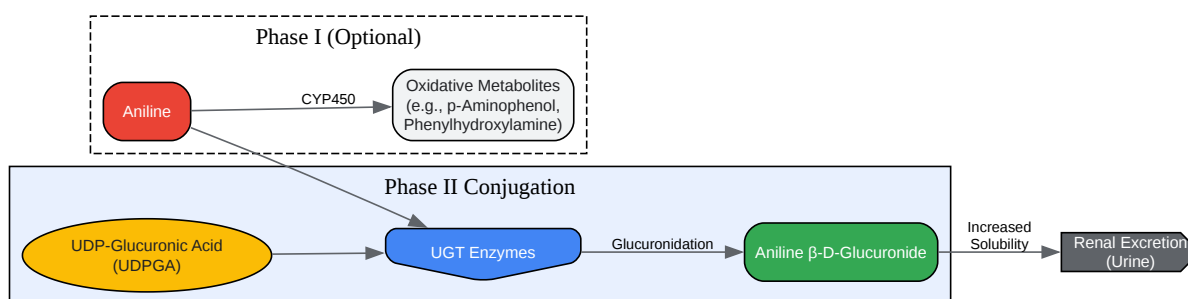 Phase I (Optional)
Aniline
CYP450
Oxidative Metabolites
(e.g., p-Aminophenol,
Phenylhydroxylamine)
Phase II Conjugation
UDP-Glucuronic Acid
(UDPGA)
UGT Enzymes
Glucuronidation
Aniline β-D-Glucuronide
Increased
Solubility
Renal Excretion
(Urine)